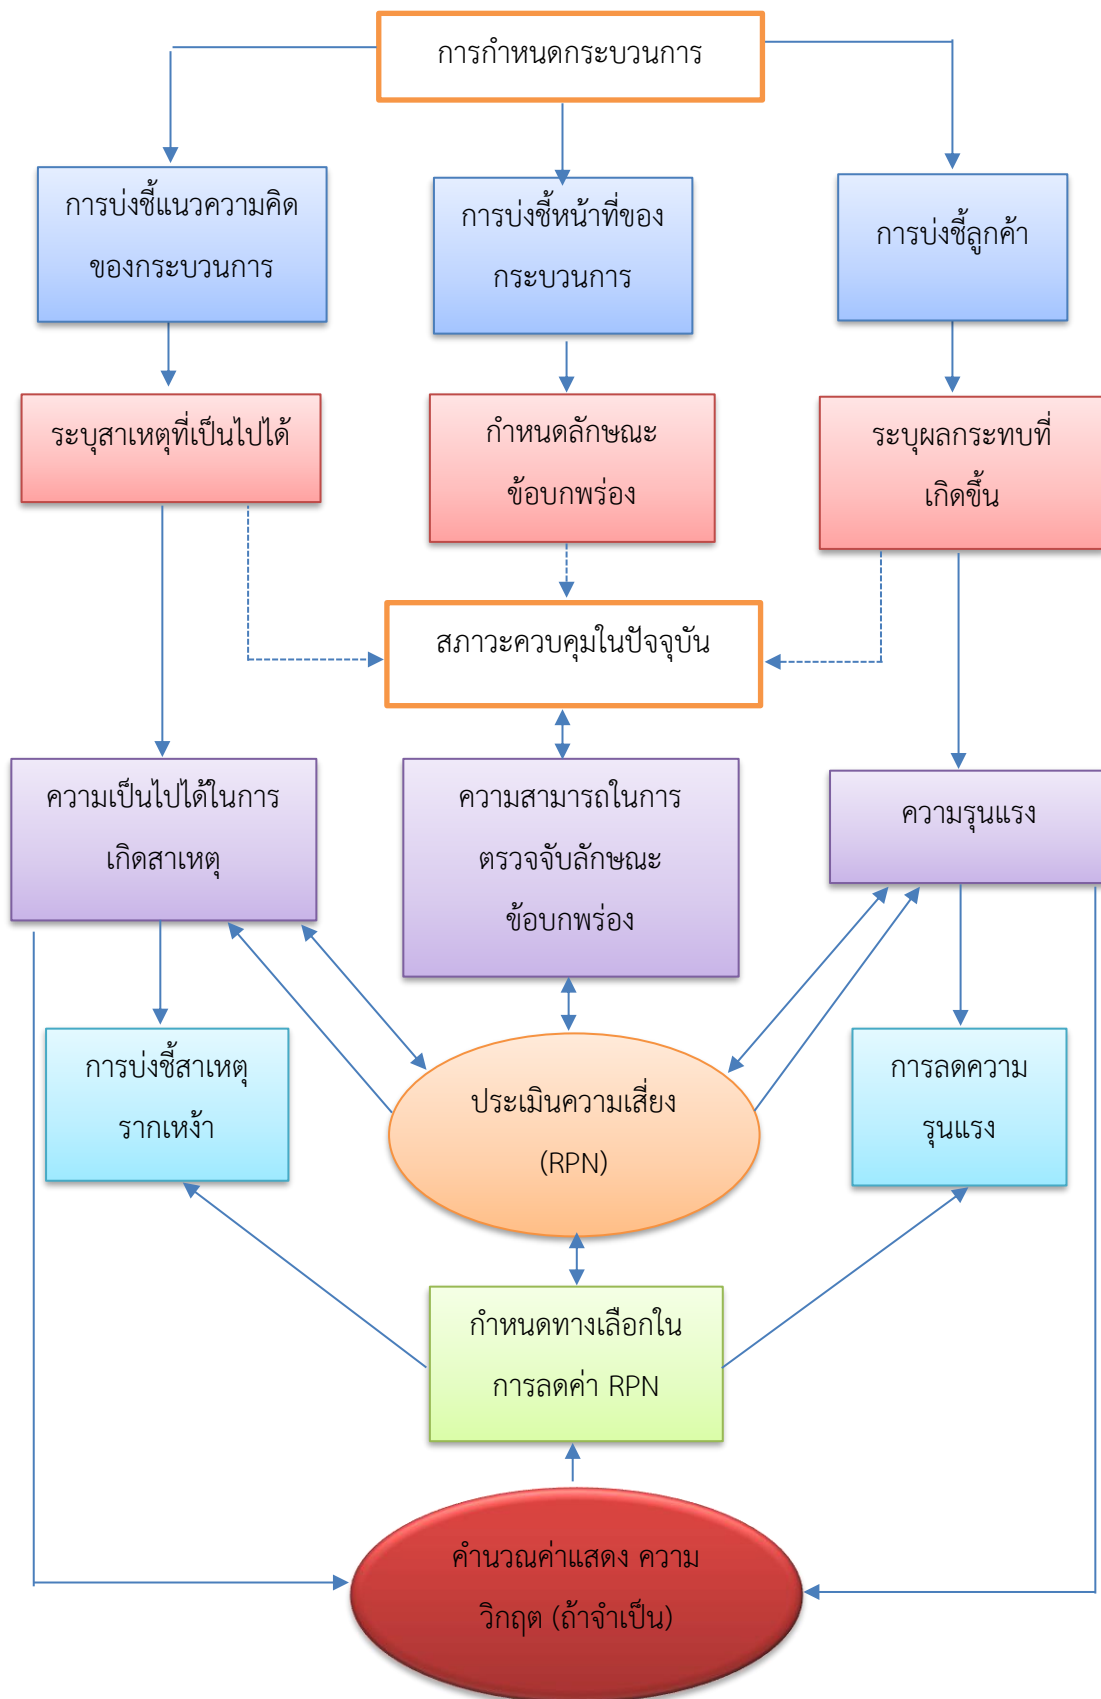 การกำหนดกระบวนการ
การบ่งชี้แนวความคิด
ของกระบวนการ
การบ่งชี้หน้าที่ของ
กระบวนการ
การบ่งชี้ลูกค้า
ระบุสาเหตุที่เป็นไปได้
กำหนดลักษณะ
ข้อบกพร่อง
ระบุผลกระทบที่
เกิดขึ้น
สภาวะควบคุมในปัจจุบัน
ความเป็นไปได้ในการ
เกิดสาเหตุ
ความสามารถในการ
ตรวจจับลักษณะ
ข้อบกพร่อง
ความรุนแรง
การบ่งชี้สาเหตุ
รากเหง้า
ประเมินความเสี่ยง
(RPN)
การลดความ
รุนแรง
กำหนดทางเลือกใน
การลดค่า RPN
คำนวณค่าแสดง ความ
วิกฤต (ถ้าจำเป็น)